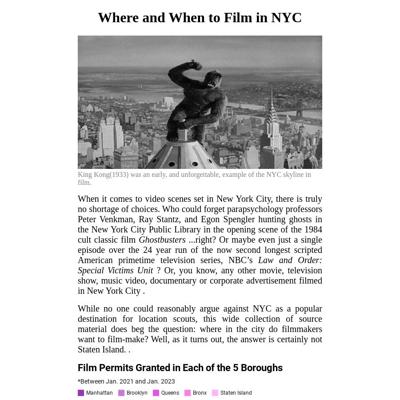 Where and When to Film in NYC
King Kong(1933) was an early, and unforgettable, example of the NYC skyline in
film.
When it comes to video scenes set in New York City, there is truly
no shortage of choices. Who could forget parapsychology professors
Peter Venkman, Ray Stantz, and Egon Spengler hunting ghosts in
the New York City Public Library in the opening scene of the 1984
cult classic film Ghostbusters ...right? Or maybe even just a single
episode over the 24 year run of the now second longest scripted
American primetime television series, NBC's Law and Order:
Special Victims Unit ? Or, you know, any other movie, television
show, music video, documentary or corporate advertisement filmed
in New York City .
While no one could reasonably argue against NYC as a popular
destination for location scouts, this wide collection of source
material does beg the question: where in the city do filmmakers
want to film-make? Well, as it turns out, the answer is certainly not
Staten Island. .
Film Permits Granted in Each of the 5 Boroughs
*Between Jan. 2021 and Jan. 2023
Manhattan Brooklyn Queens Bronx Staten Island